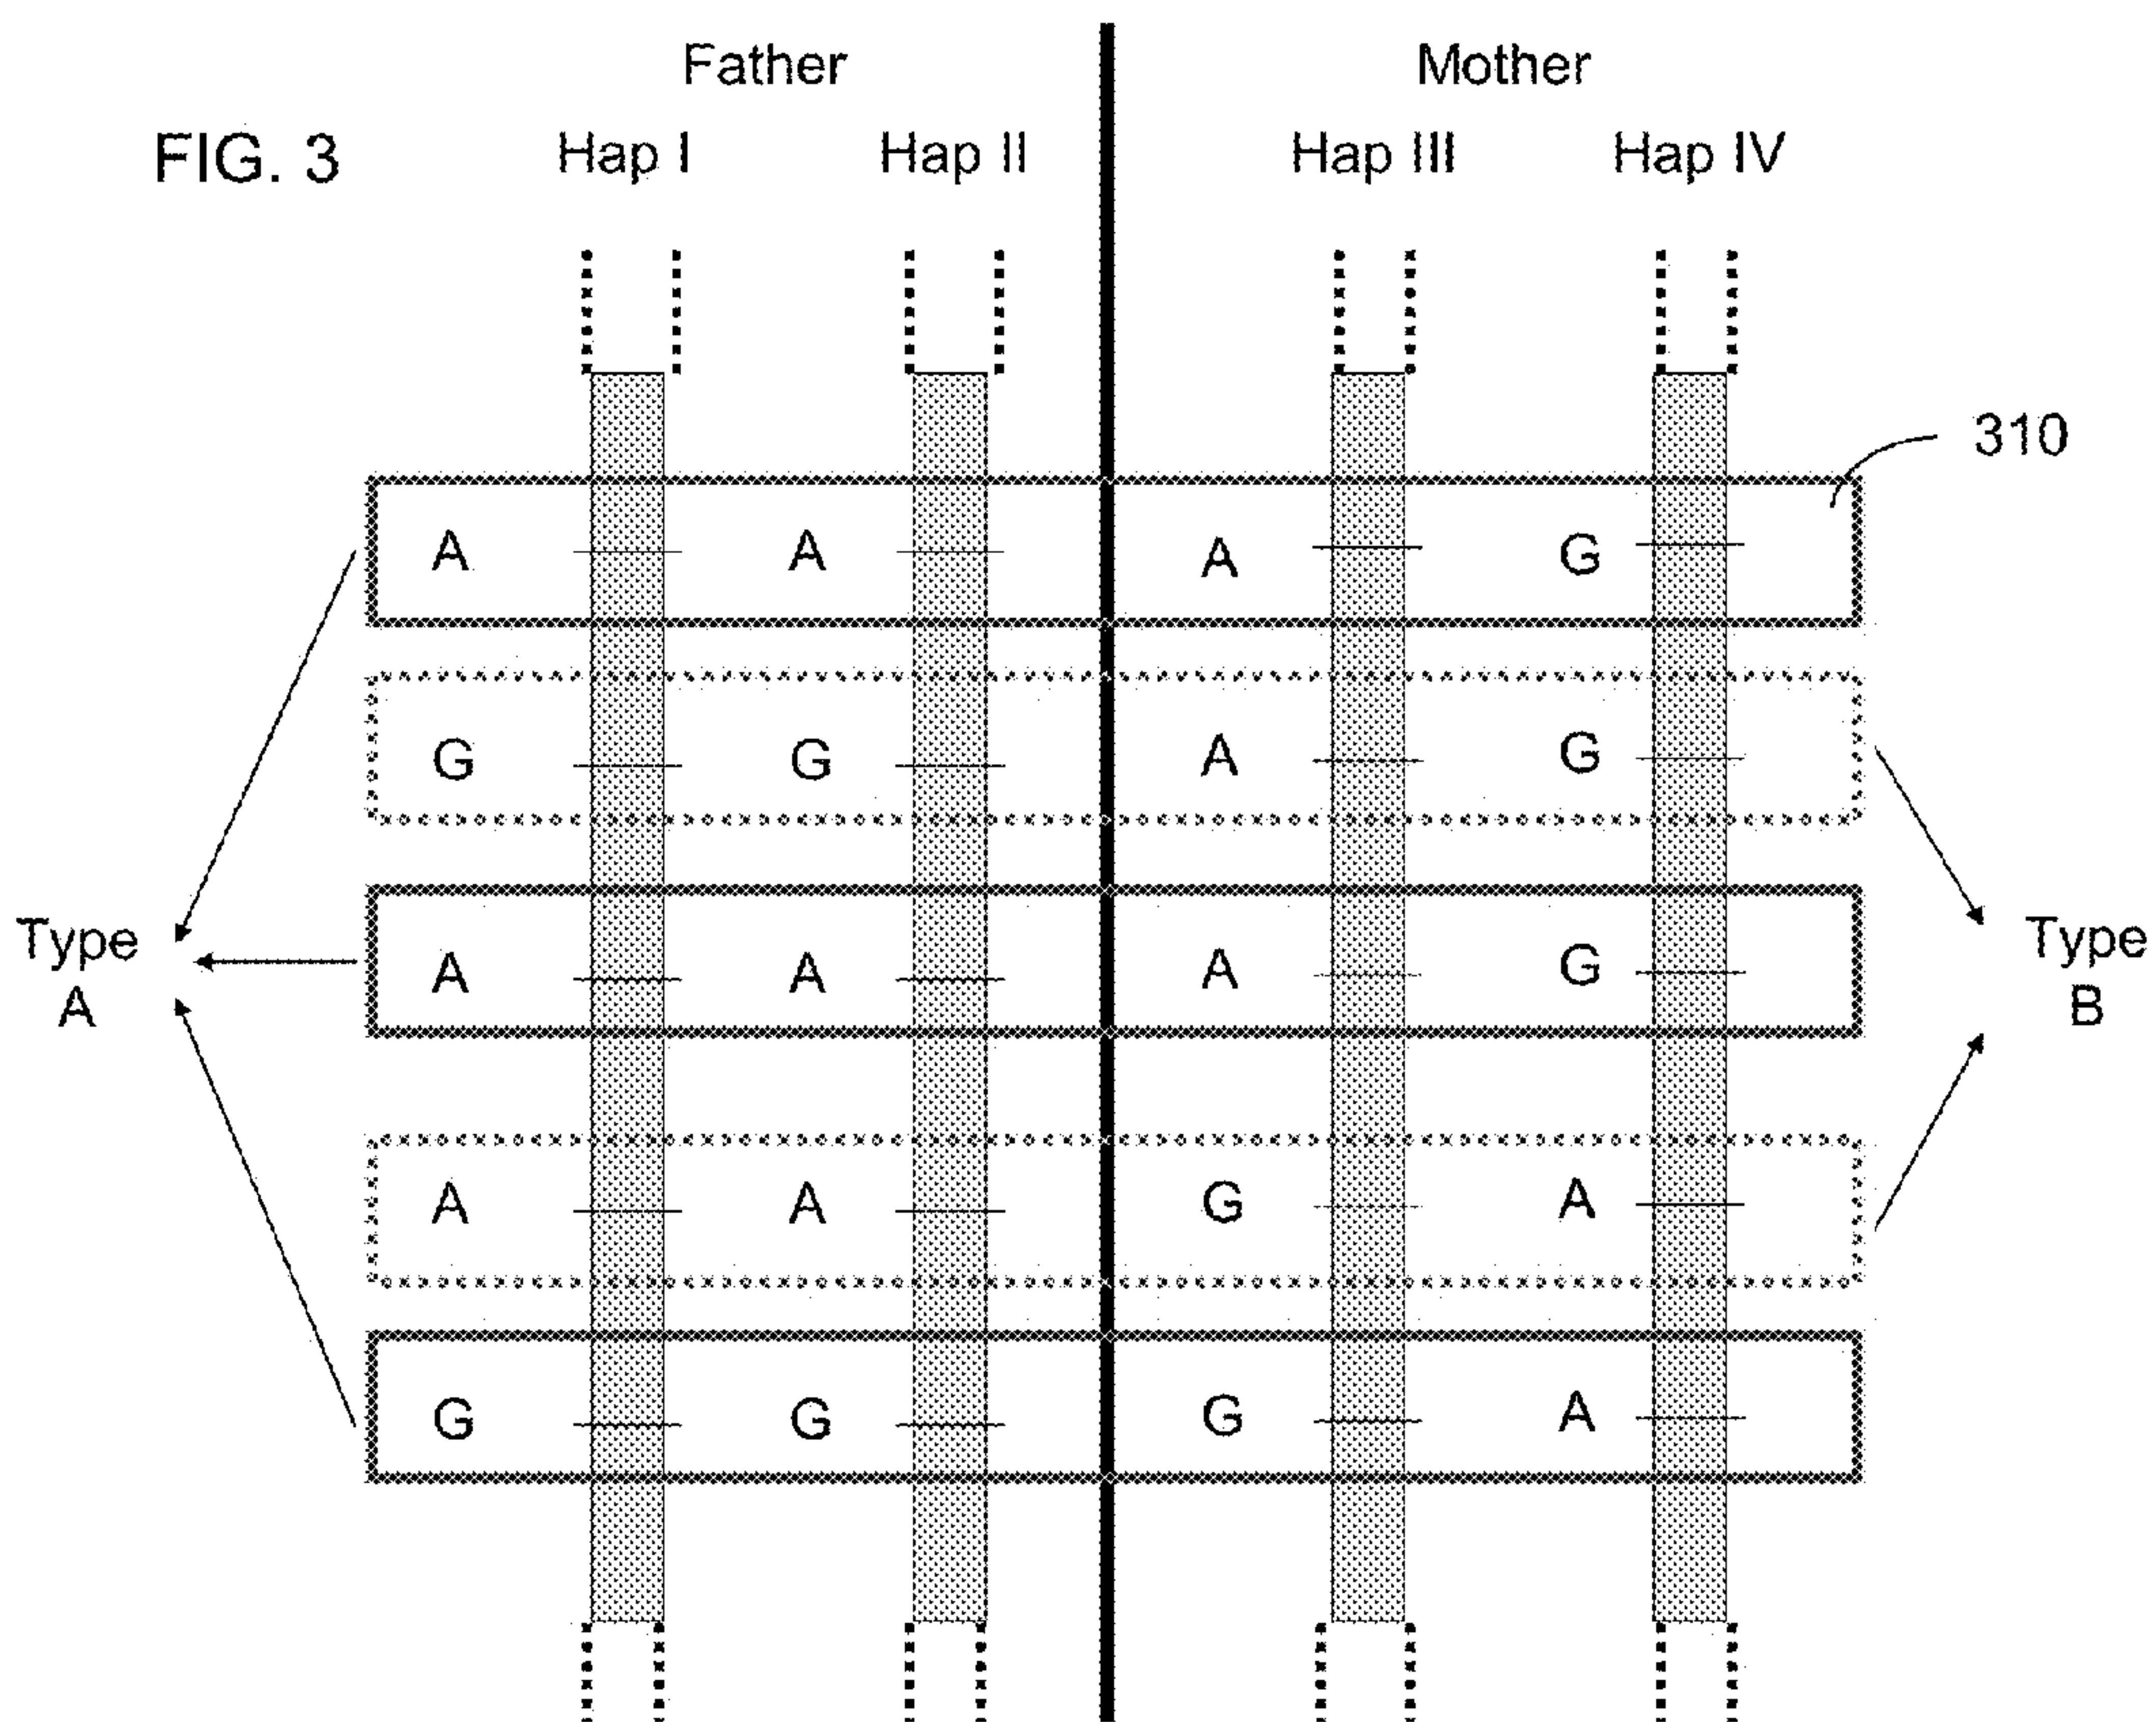 Father Mother
FIG. 3 Hap I Hap II Hap III Hap IV
310
A A A G
G G A G
Type A
A A A G
Type B
A A G A
G G G A